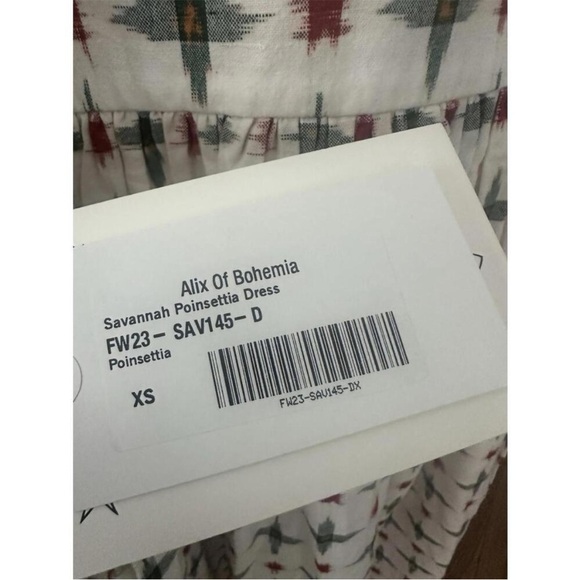 Alix Of Bohemia
Savannah Poinsettia Dress
FW23- SAV145- D
Poinsettia
XS
FW23-SAV145-DX